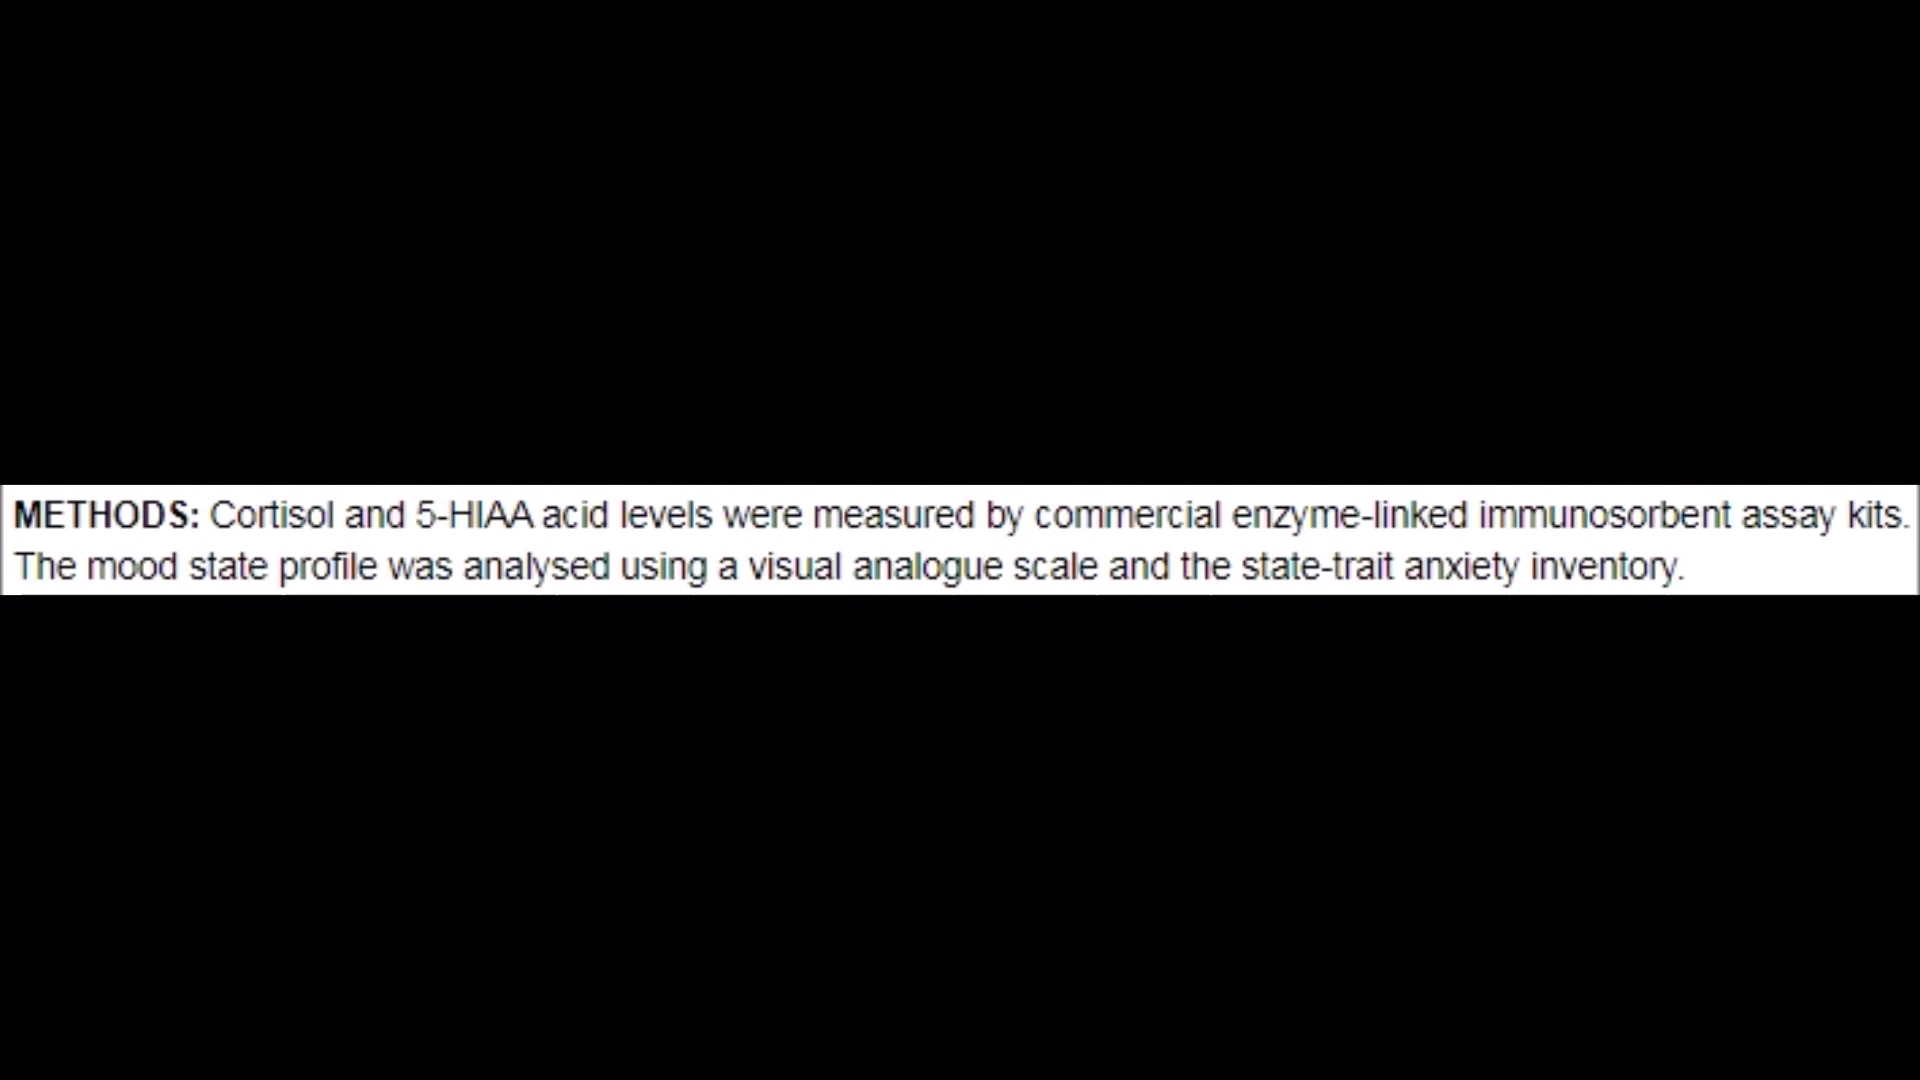 METHODS: Cortisol and 5-HIAA acid levels were measured by commercial enzyme-linked immunosorbent assay kits.
The mood state profile was analysed using a visual analogue scale and the state-trait anxiety inventory.